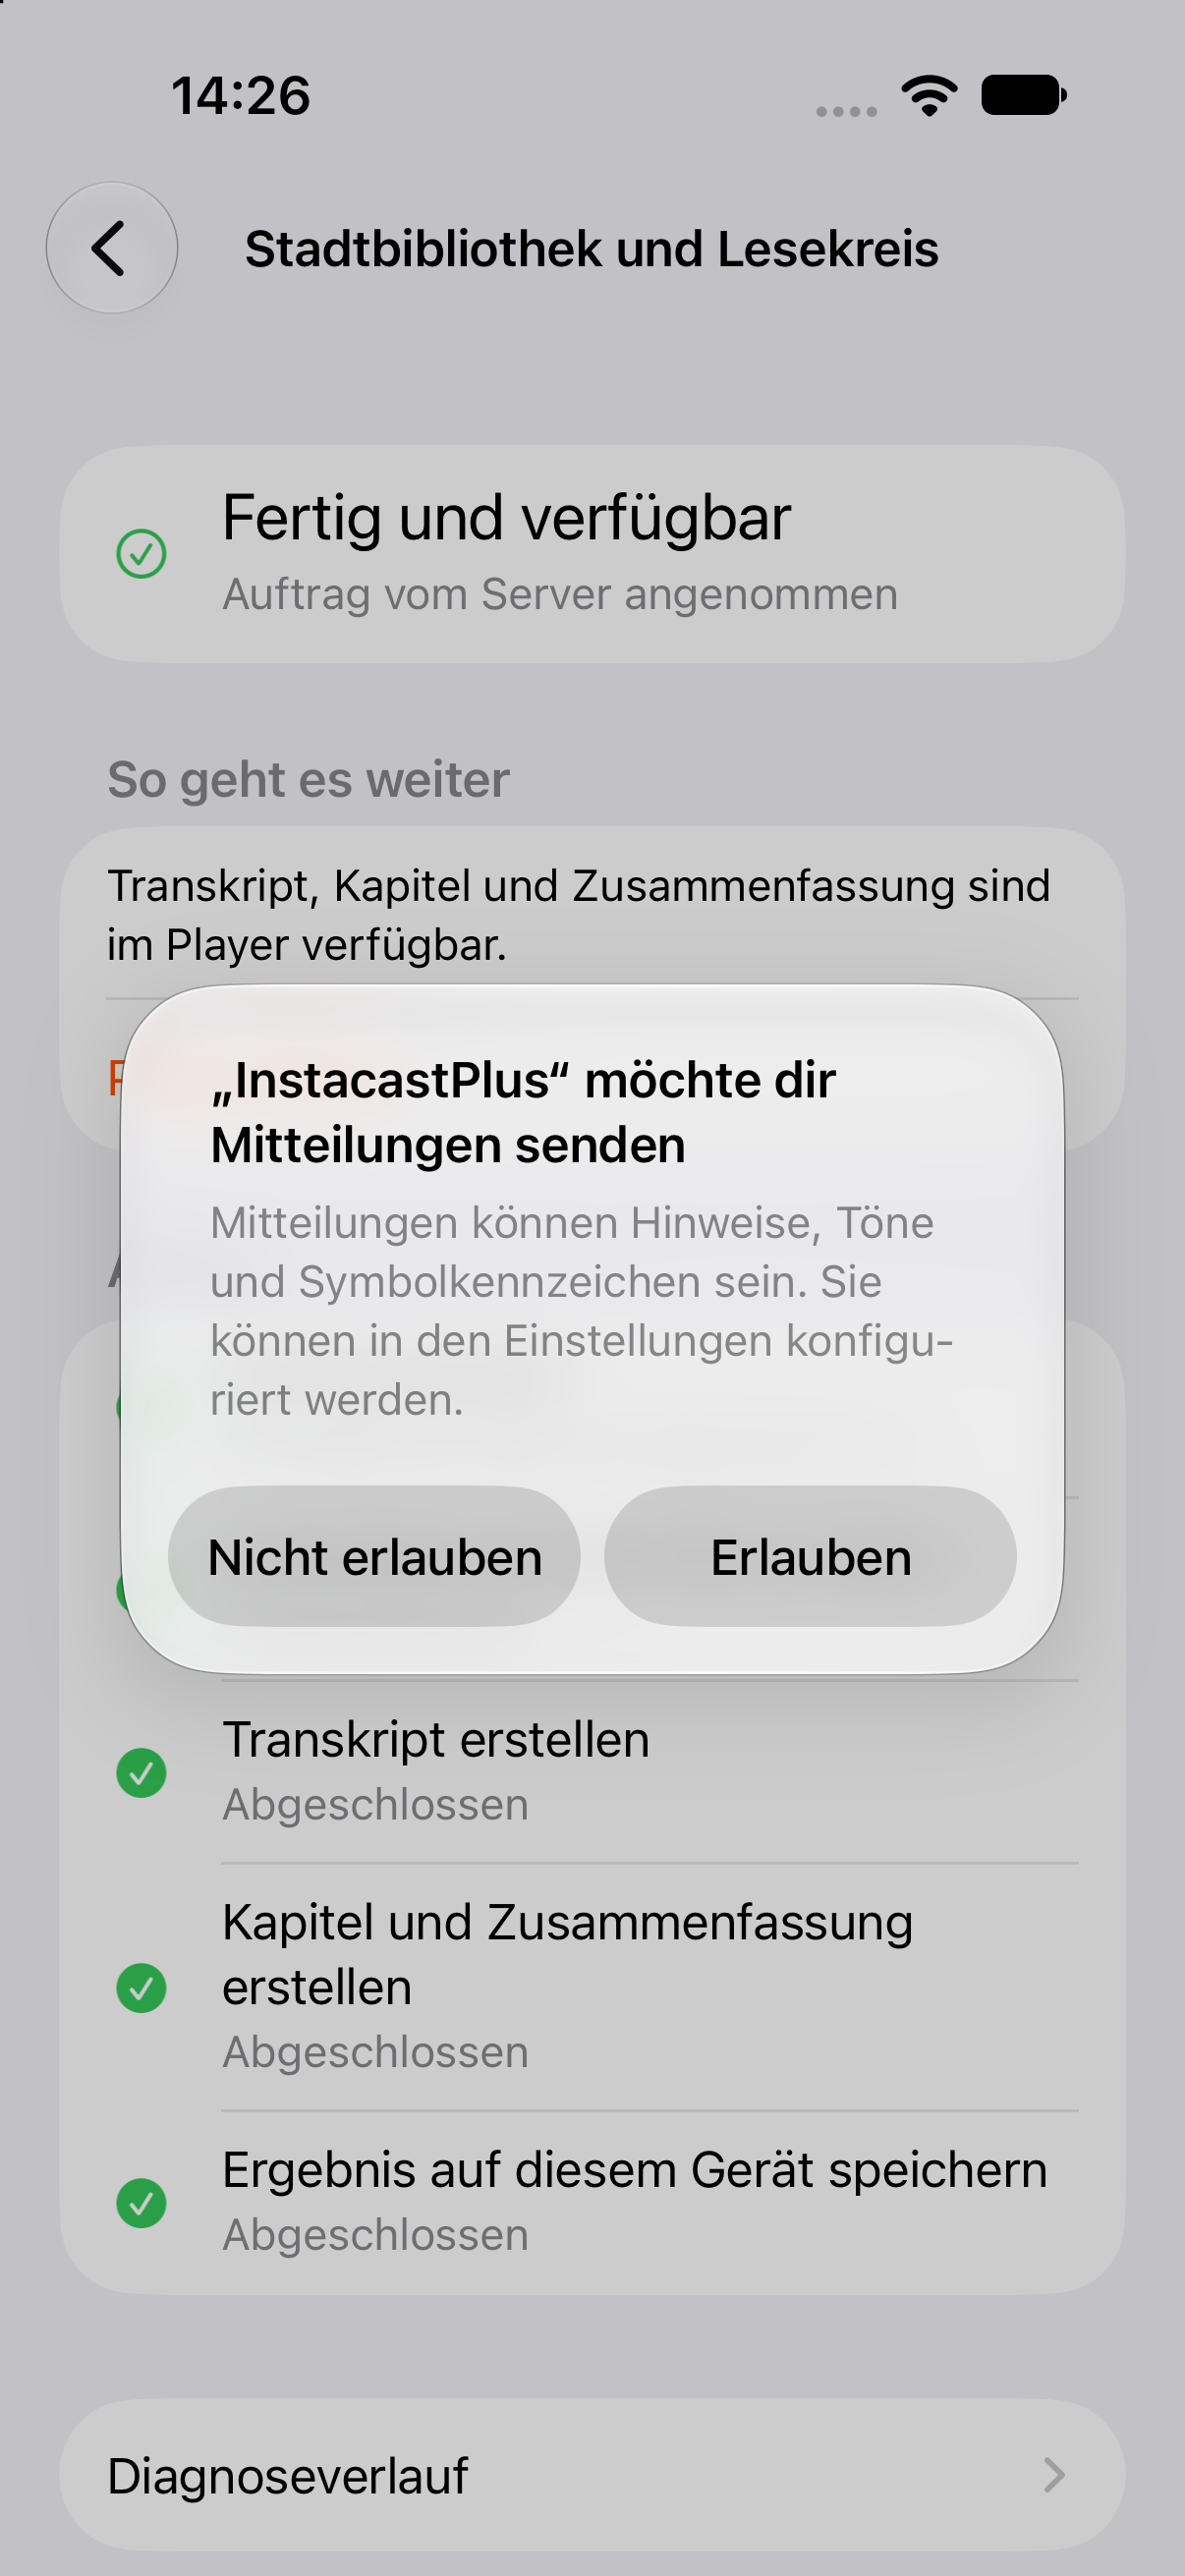 14:26
Stadtbibliothek und Lesekreis
Fertig und verfügbar
Auftrag vom Server angenommen
So geht es weiter
Transkript, Kapitel und Zusammenfassung sind
im Player verfügbar.
„InstacastPlus“ möchte dir
Mitteilungen senden
Mitteilungen können Hinweise, Töne
und Symbolkennzeichen sein. Sie
können in den Einstellungen konfigu-
riert werden.
Nicht erlauben
Erlauben
Transkript erstellen
Abgeschlossen
Kapitel und Zusammenfassung
erstellen
Abgeschlossen
Ergebnis auf diesem Gerät speichern
Abgeschlossen
Diagnoseverlauf